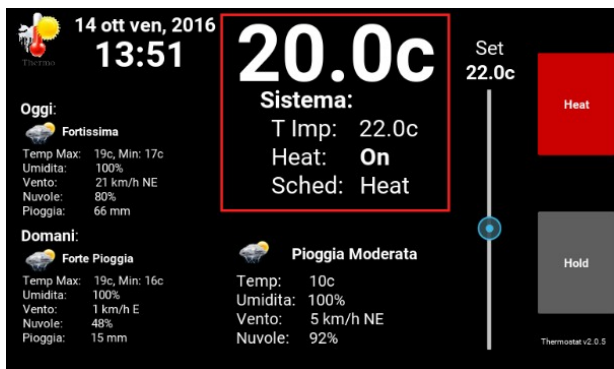 Thermo
14 ott ven, 2016
13:51
Oggi:
Fortissima
Temp Max: 19c, Min: 17c
Umidita: 100%
Vento: 21 km/h NE
Nuvole: 80%
Pioggia: 66 mm
Domani:
Forte Pioggia
Temp Max: 19c, Min: 16c
Umidita: 100%
Vento: 1 km/h E
Nuvole: 48%
Pioggia: 15 mm
20.0c
Sistema:
T Imp: 22.0c
Heat: On
Sched: Heat
Pioggia Moderata
Temp: 10c
Umidita: 100%
Vento: 5 km/h NE
Nuvole: 92%
Set
22.0c
Heat
Hold
Thermostat v2.0.5